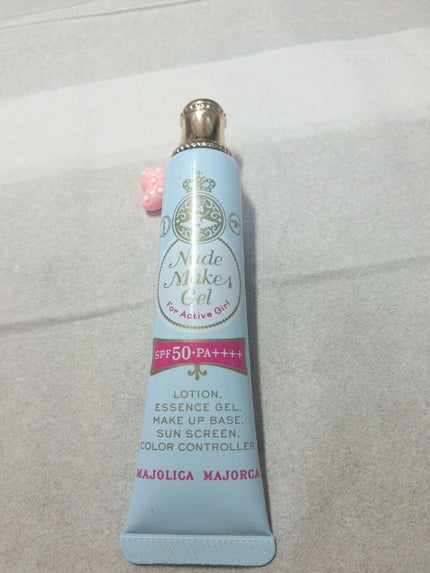 Nude
Make
Gel
For Active Girl
SPF50·PA++++
LOTION,
ESSENCE GEL,
MAKE UP BASE,
SUN SCREEN,
COLOR CONTROLLER
MAJOLICA MAJORCA